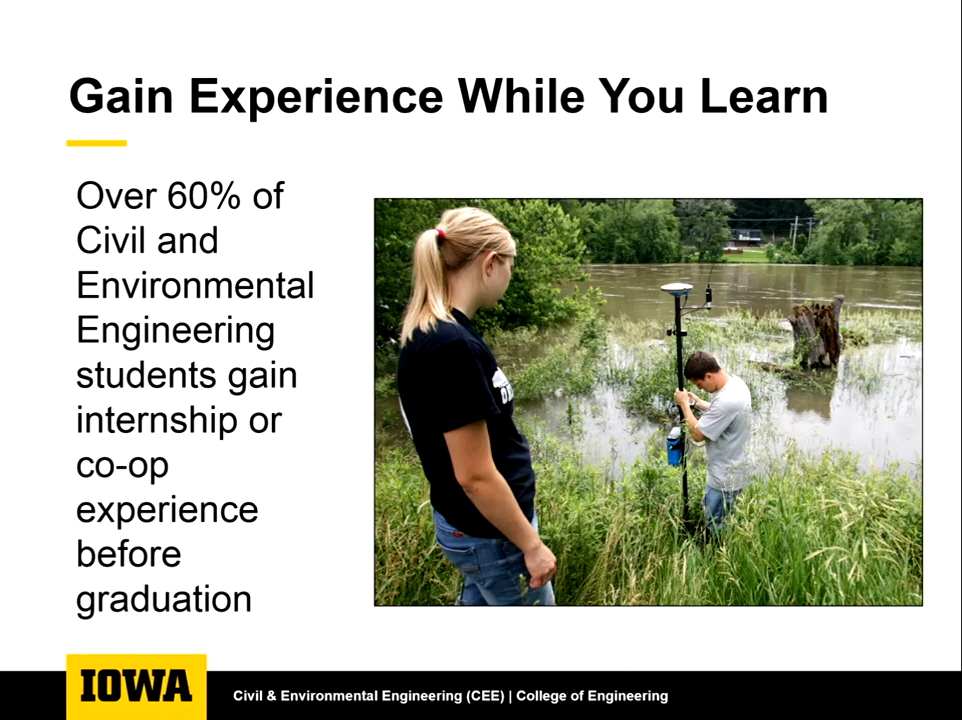 Gain Experience While You Learn
Over 60% of
Civil and
Environmental
Engineering
students gain
internship or
co-op
experience
before
graduation
IOWA
Civil & Environmental Engineering (CEE) | College of Engineering